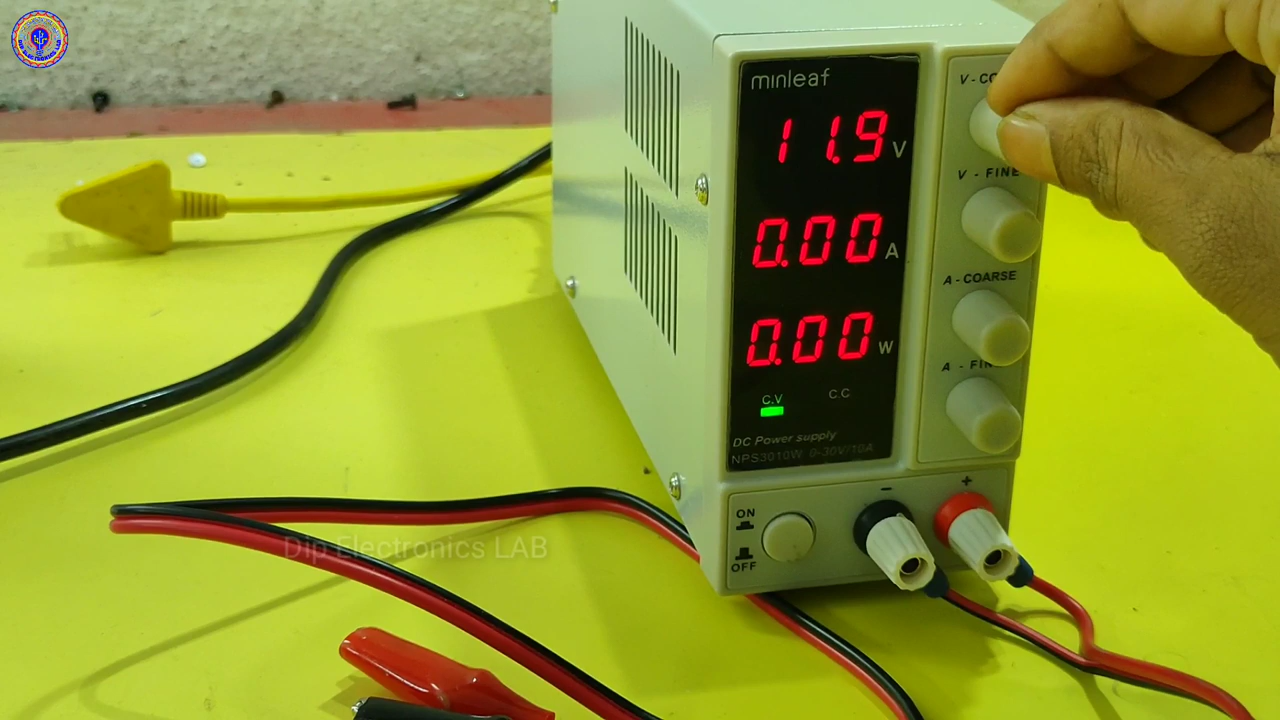 minleaf
11.9 V
0.00 A
0.00 W
C.V C.C
DC Power supply
NPS3010W 0-30V/10A
V - FINE
A - COARSE
ON
OFF
- +
Dip Electronics LAB